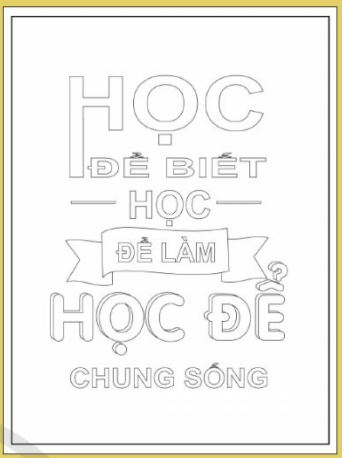 HỌC
ĐỂ BIẾT
HỌC
ĐỂ LÀM
HỌC ĐỂ
CHUNG SỐNG